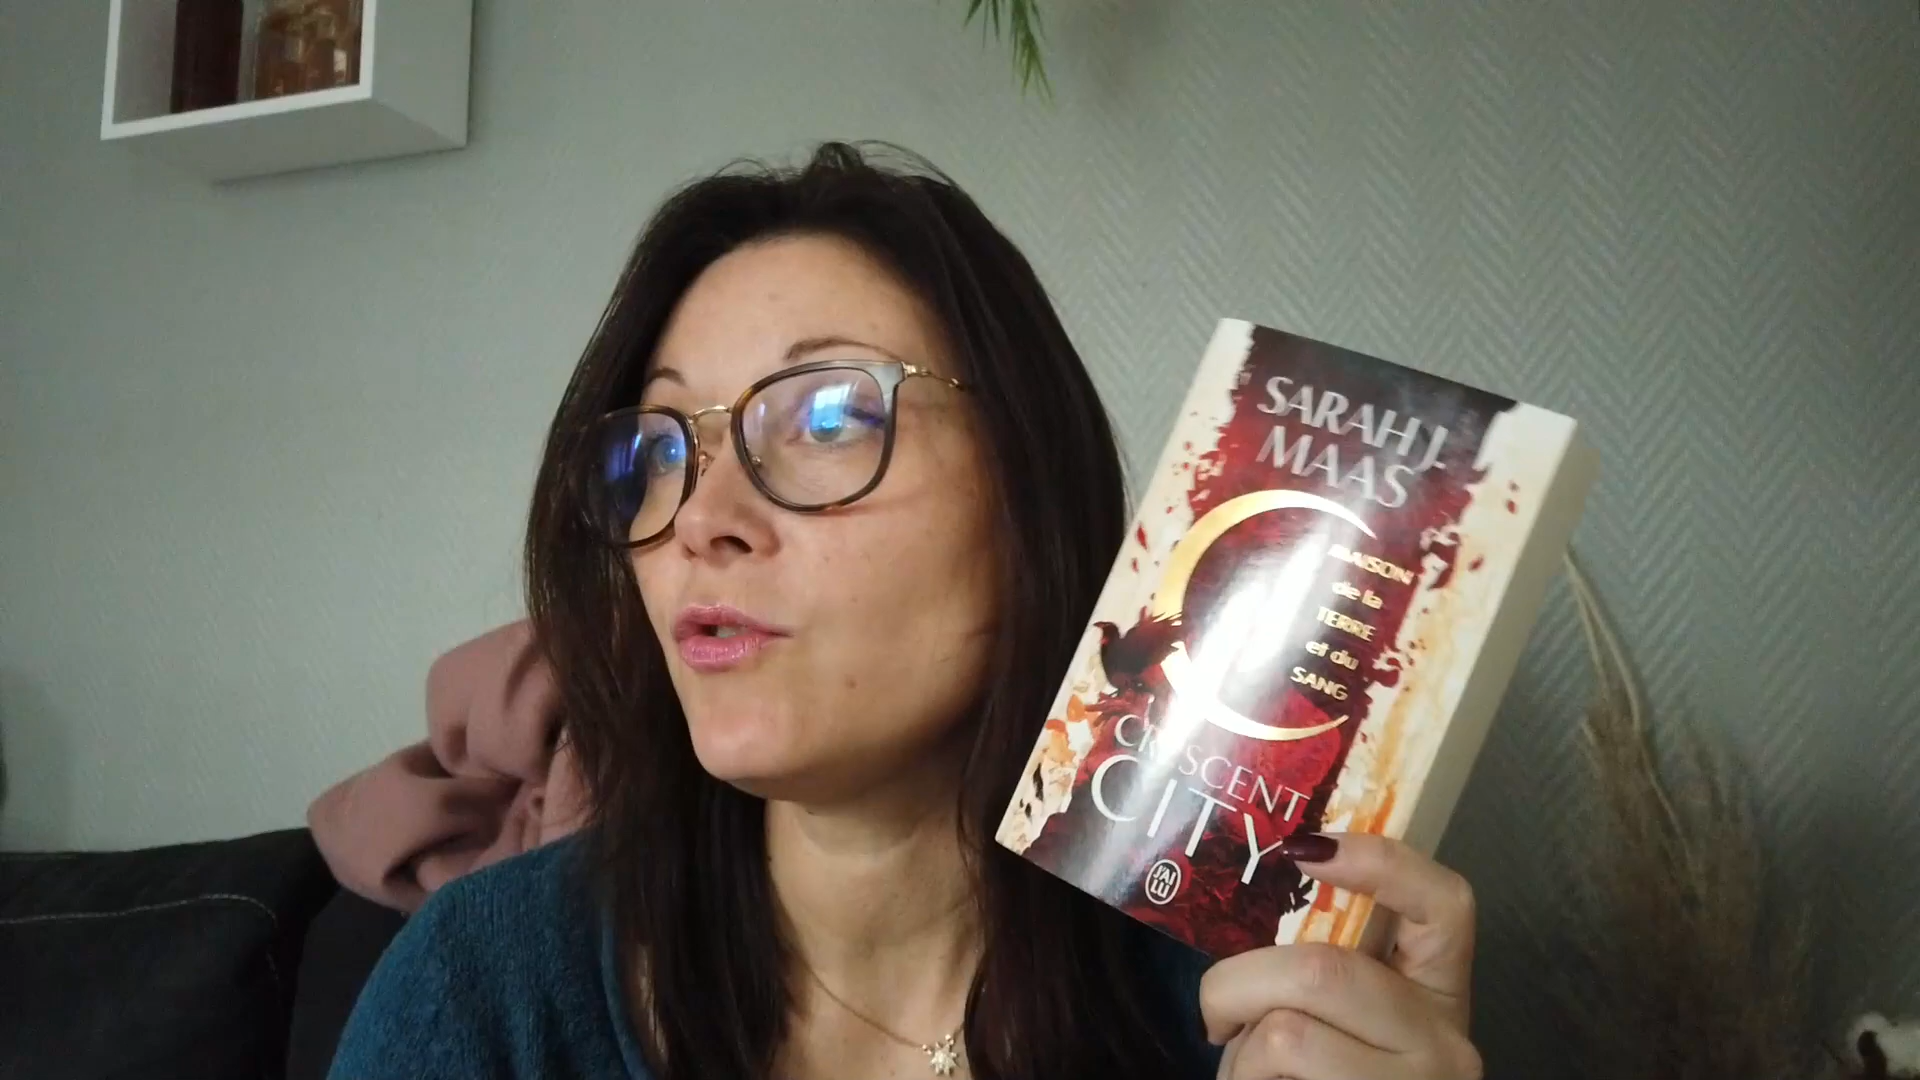 SARAH J.
MAAS
MAISON
de la
TERRE
et du
SANG
CRESCENT
CITY
J'AI
LU